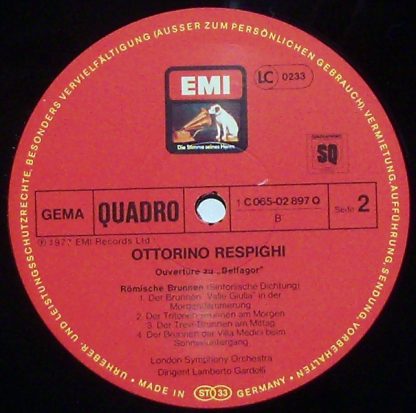 URHEBER- UND LEISTUNGSSCHUTZRECHTE, BESONDERS VERVIELFÄLTIGUNG (AUSSER ZUM PERSÖNLICHEN GEBRAUCH), VERMIETUNG, AUFFÜHRUNG, SENDUNG, VORBEHALTEN
EMI
LC 0233
Die Stimme seines Herrn
SQ
GEMA
QUADRO
1 C 065-02 897 Q
B
Seite 2
EMI Records Ltd
OTTORINO RESPIGHI
Ouvertüre zu „Belfagor"
Römische Brunnen (Sinfonische Dichtung)
1. Der Brunnen "Valle Giulia" in der
Morgendämmerung
2. Der Tritonenbrunnen am Morgen
3. Der Trevi-Brunnen am Mittag
4. Der Brunnen der Villa Medici beim
Sonnenuntergang
London Symphony Orchestra
Dirigent Lamberto Gardelli
MADE IN
ST 33
GERMANY